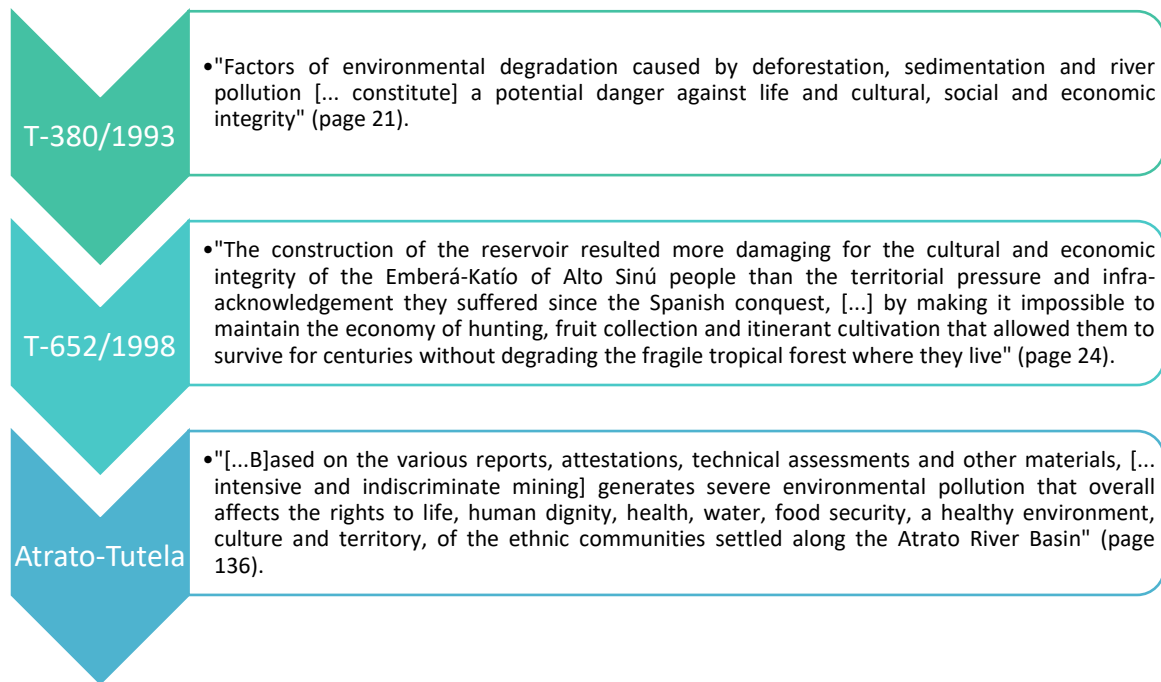 T-380/1993
•"Factors of environmental degradation caused by deforestation, sedimentation and river
pollution [... constitute] a potential danger against life and cultural, social and economic
integrity" (page 21).
T-652/1998
•"The construction of the reservoir resulted more damaging for the cultural and economic
integrity of the Emberá-Katío of Alto Sinú people than the territorial pressure and infra-
acknowledgement they suffered since the Spanish conquest, [...] by making it impossible to
maintain the economy of hunting, fruit collection and itinerant cultivation that allowed them to
survive for centuries without degrading the fragile tropical forest where they live" (page 24).
Atrato-Tutela
•"[...B]ased on the various reports, attestations, technical assessments and other materials, [...
intensive and indiscriminate mining] generates severe environmental pollution that overall
affects the rights to life, human dignity, health, water, food security, a healthy environment,
culture and territory, of the ethnic communities settled along the Atrato River Basin" (page
136).